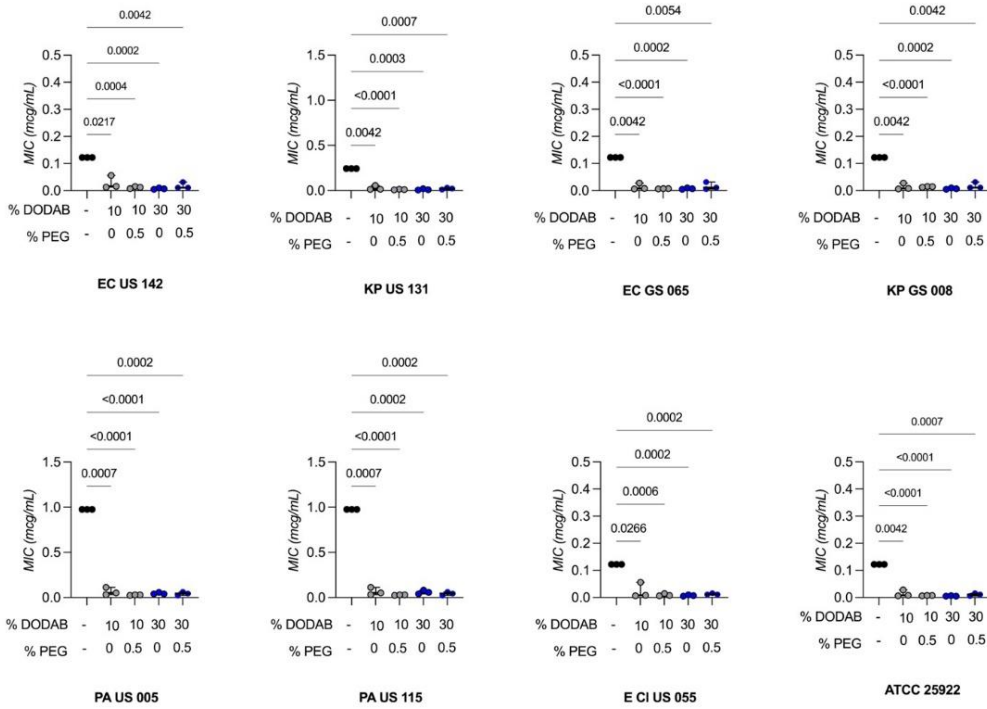 0.0042
0.0002
0.0004
0.0217
MIC (mcg/mL)
0.5
0.4
0.3
0.2
0.1
0.0
% DODAB - 10 10 30 30
% PEG - 0 0.5 0 0.5
EC US 142
0.0007
0.0003
<0.0001
0.0042
MIC (mcg/mL)
1.5
1.0
0.5
0.0
% DODAB - 10 10 30 30
% PEG - 0 0.5 0 0.5
KP US 131
0.0054
0.0002
<0.0001
0.0042
MIC (mcg/mL)
0.5
0.4
0.3
0.2
0.1
0.0
% DODAB - 10 10 30 30
% PEG - 0 0.5 0 0.5
EC GS 065
0.0042
0.0002
<0.0001
0.0042
MIC (mcg/mL)
0.5
0.4
0.3
0.2
0.1
0.0
% DODAB - 10 10 30 30
% PEG - 0 0.5 0 0.5
KP GS 008
0.0002
<0.0001
<0.0001
0.0007
MIC (mcg/mL)
1.5
1.0
0.5
0.0
% DODAB - 10 10 30 30
% PEG - 0 0.5 0 0.5
PA US 005
0.0002
0.0002
<0.0001
0.0007
MIC (mcg/mL)
1.5
1.0
0.5
0.0
% DODAB - 10 10 30 30
% PEG - 0 0.5 0 0.5
PA US 115
0.0002
0.0002
0.0006
0.0266
MIC (mcg/mL)
0.5
0.4
0.3
0.2
0.1
0.0
% DODAB - 10 10 30 30
% PEG - 0 0.5 0 0.5
E Cl US 055
0.0007
<0.0001
<0.0001
0.0042
MIC (mcg/mL)
0.5
0.4
0.3
0.2
0.1
0.0
% DODAB - 10 10 30 30
% PEG - 0 0.5 0 0.5
ATCC 25922